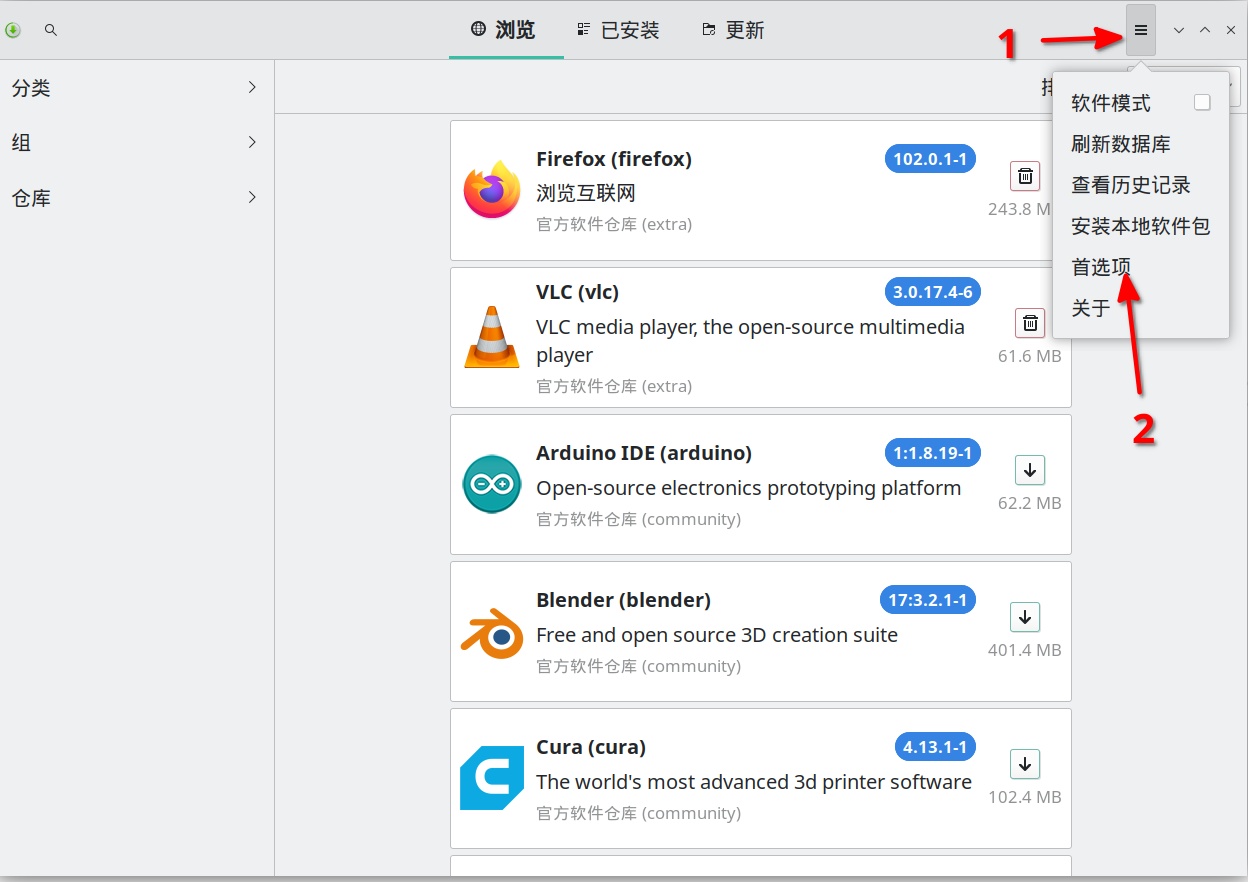 浏览
已安装
更新
1
分类
组
仓库
排
软件模式
刷新数据库
查看历史记录
安装本地软件包
首选项
关于
2
Firefox (firefox)
102.0.1-1
浏览互联网
官方软件仓库 (extra)
243.8 M
VLC (vlc)
3.0.17.4-6
VLC media player, the open-source multimedia
player
官方软件仓库 (extra)
61.6 MB
Arduino IDE (arduino)
1:1.8.19-1
Open-source electronics prototyping platform
官方软件仓库 (community)
62.2 MB
Blender (blender)
17:3.2.1-1
Free and open source 3D creation suite
官方软件仓库 (community)
401.4 MB
Cura (cura)
4.13.1-1
The world's most advanced 3d printer software
官方软件仓库 (community)
102.4 MB